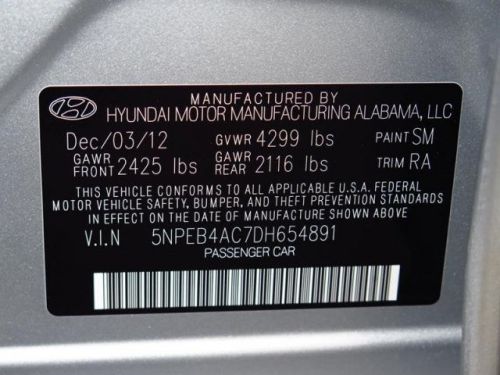 MANUFACTURED BY
HYUNDAI MOTOR MANUFACTURING ALABAMA, LLC
Dec/03/12 GVWR 4299 lbs PAINT SM
GAWR FRONT 2425 lbs GAWR REAR 2116 lbs TRIM RA
THIS VEHICLE CONFORMS TO ALL APPLICABLE U.S.A. FEDERAL
MOTOR VEHICLE SAFETY, BUMPER, AND THEFT PREVENTION STANDARDS
IN EFFECT ON THE DATE OF MANUFACTURE SHOWN ABOVE.
V.I.N 5NPEB4AC7DH654891
PASSENGER CAR